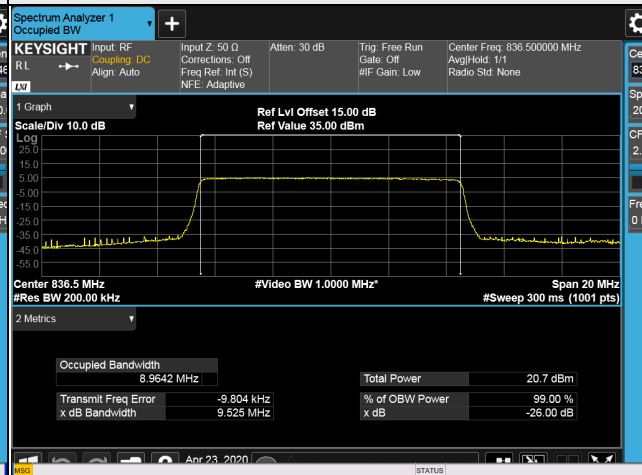 Spectrum Analyzer 1
Occupied BW
KEYSIGHT Input: RF Input Z: 50 Ω Atten: 30 dB Trig: Free Run Center Freq: 836.500000 MHz
RL Coupling: DC Corrections: Off Gate: Off Avg|Hold: 1/1
Align: Auto Freq Ref: Int (S) #IF Gain: Low Radio Std: None
LXI NFE: Adaptive
1 Graph
Ref Lvl Offset 15.00 dB
Scale/Div 10.0 dB Ref Value 35.00 dBm
Log
25.0
15.0
5.00
-5.00
-15.0
-25.0
-35.0
-45.0
-55.0
Center 836.5 MHz #Video BW 1.0000 MHz* Span 20 MHz
#Res BW 200.00 kHz #Sweep 300 ms (1001 pts)
2 Metrics
Occupied Bandwidth
8.9642 MHz Total Power 20.7 dBm
Transmit Freq Error -9.804 kHz % of OBW Power 99.00 %
x dB Bandwidth 9.525 MHz x dB -26.00 dB
Apr 23, 2020
MSG STATUS